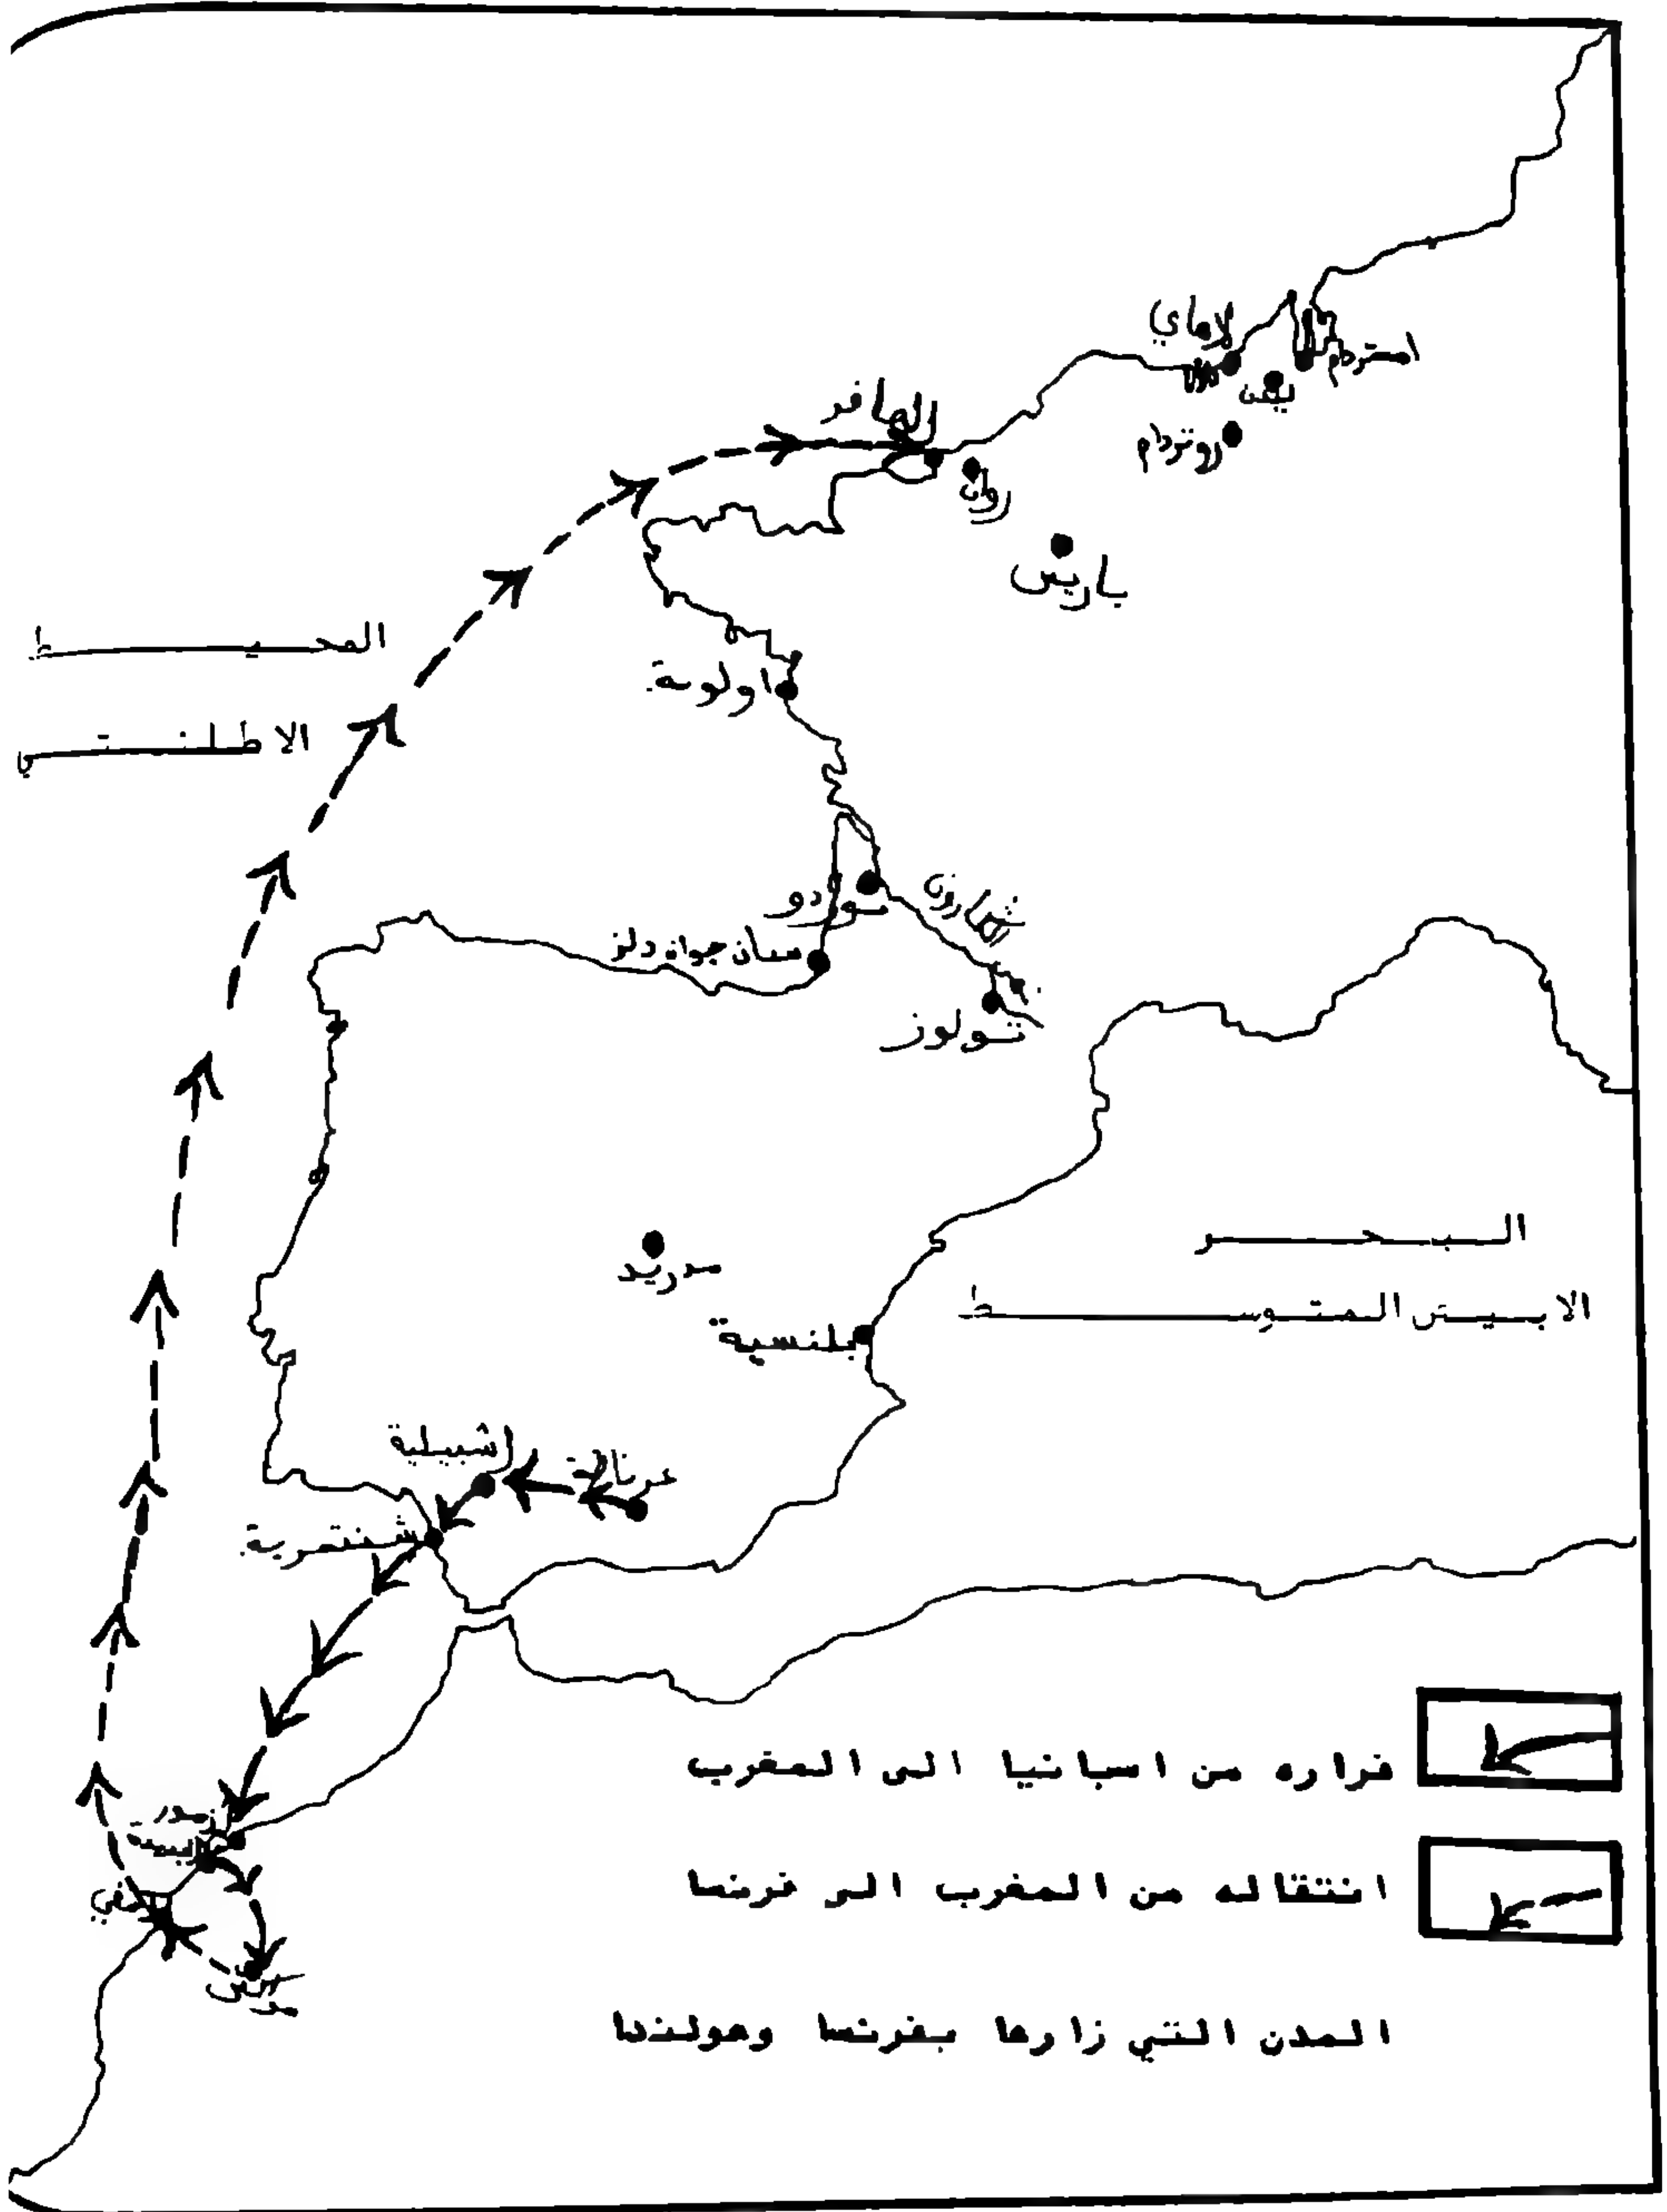 امستردام
لاهاي
ليدن
روتردام
الهافر
روان
باريس
المحيط
الاطلنتي
اولونة
بوردو
سان جوان دلز
تولوز
البحر
الابيض المتوسط
مدريد
بلنسية
اشبيلية
غرناطة
شنتمرية
فراره من اسبانيا الى المغرب
انتقاله من المغرب الى فرنسا
المدن التي زارها بفرنسا وهولندا